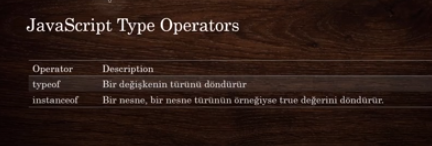 JavaScript Type Operators
Operator Description
typeof Bir değişkenin türünü döndürür
instanceof Bir nesne, bir nesne türünün örneğiyse true değerini döndürür.